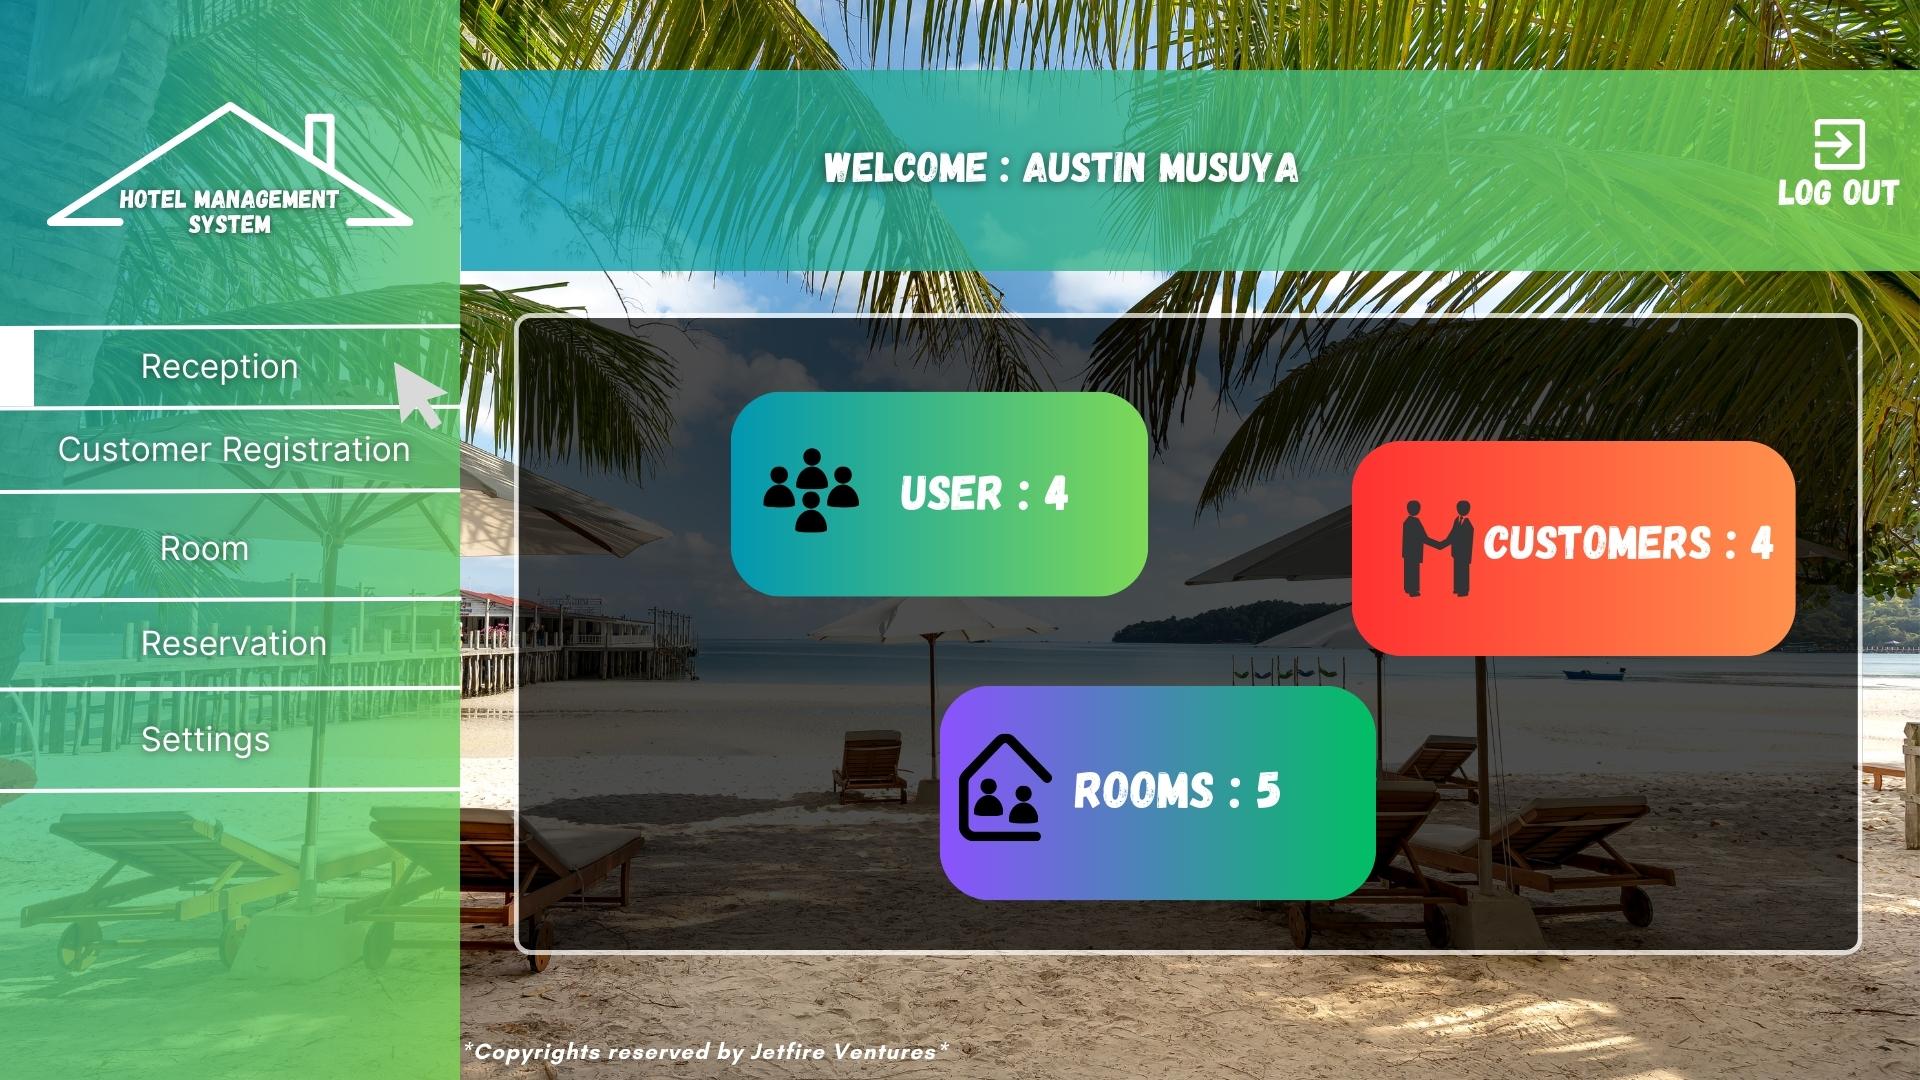 HOTEL MANAGEMENT
SYSTEM
WELCOME : AUSTIN MUSUYA
LOG OUT
Reception
Customer Registration
Room
Reservation
Settings
USER : 4
CUSTOMERS : 4
ROOMS : 5
*Copyrights reserved by Jetfire Ventures*